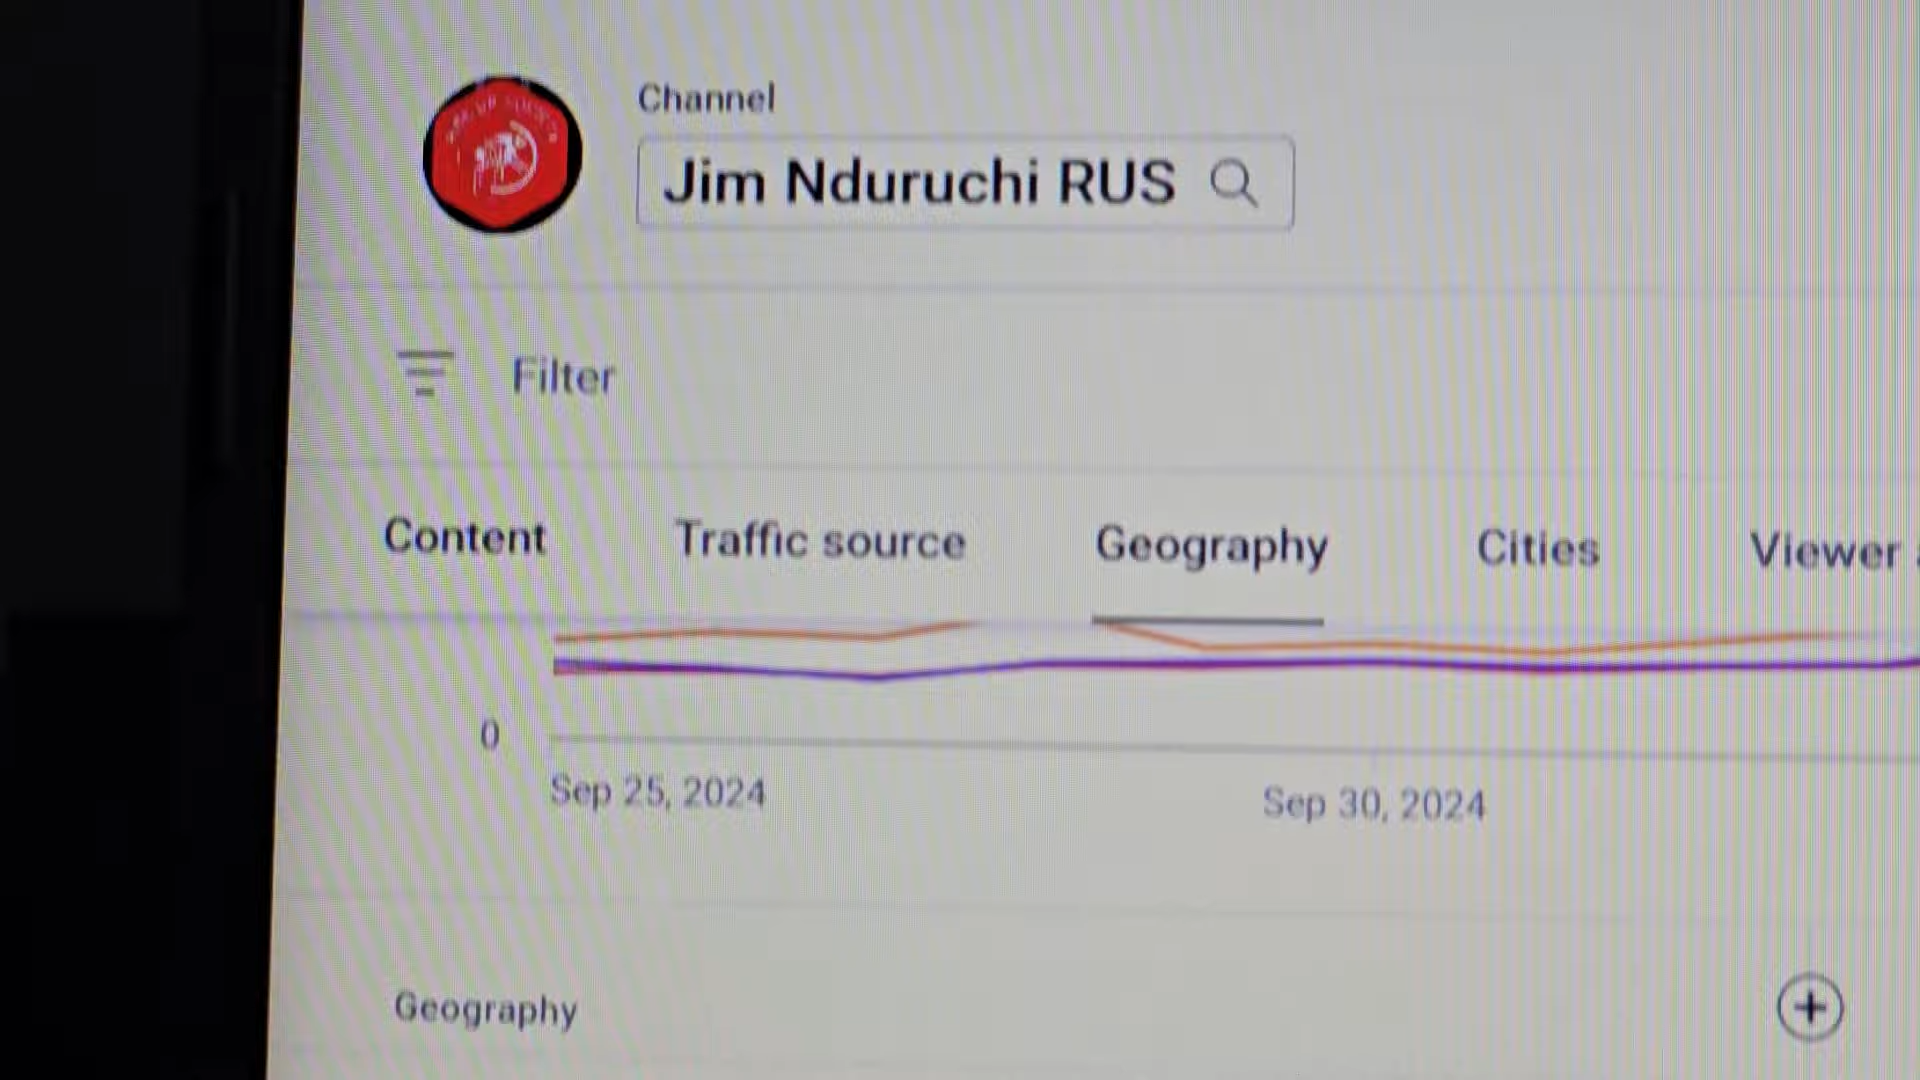 Channel
Jim Nduruchi RUS
Filter
Content Traffic source Geography Cities Viewer
0
Sep 25, 2024 Sep 30, 2024
Geography